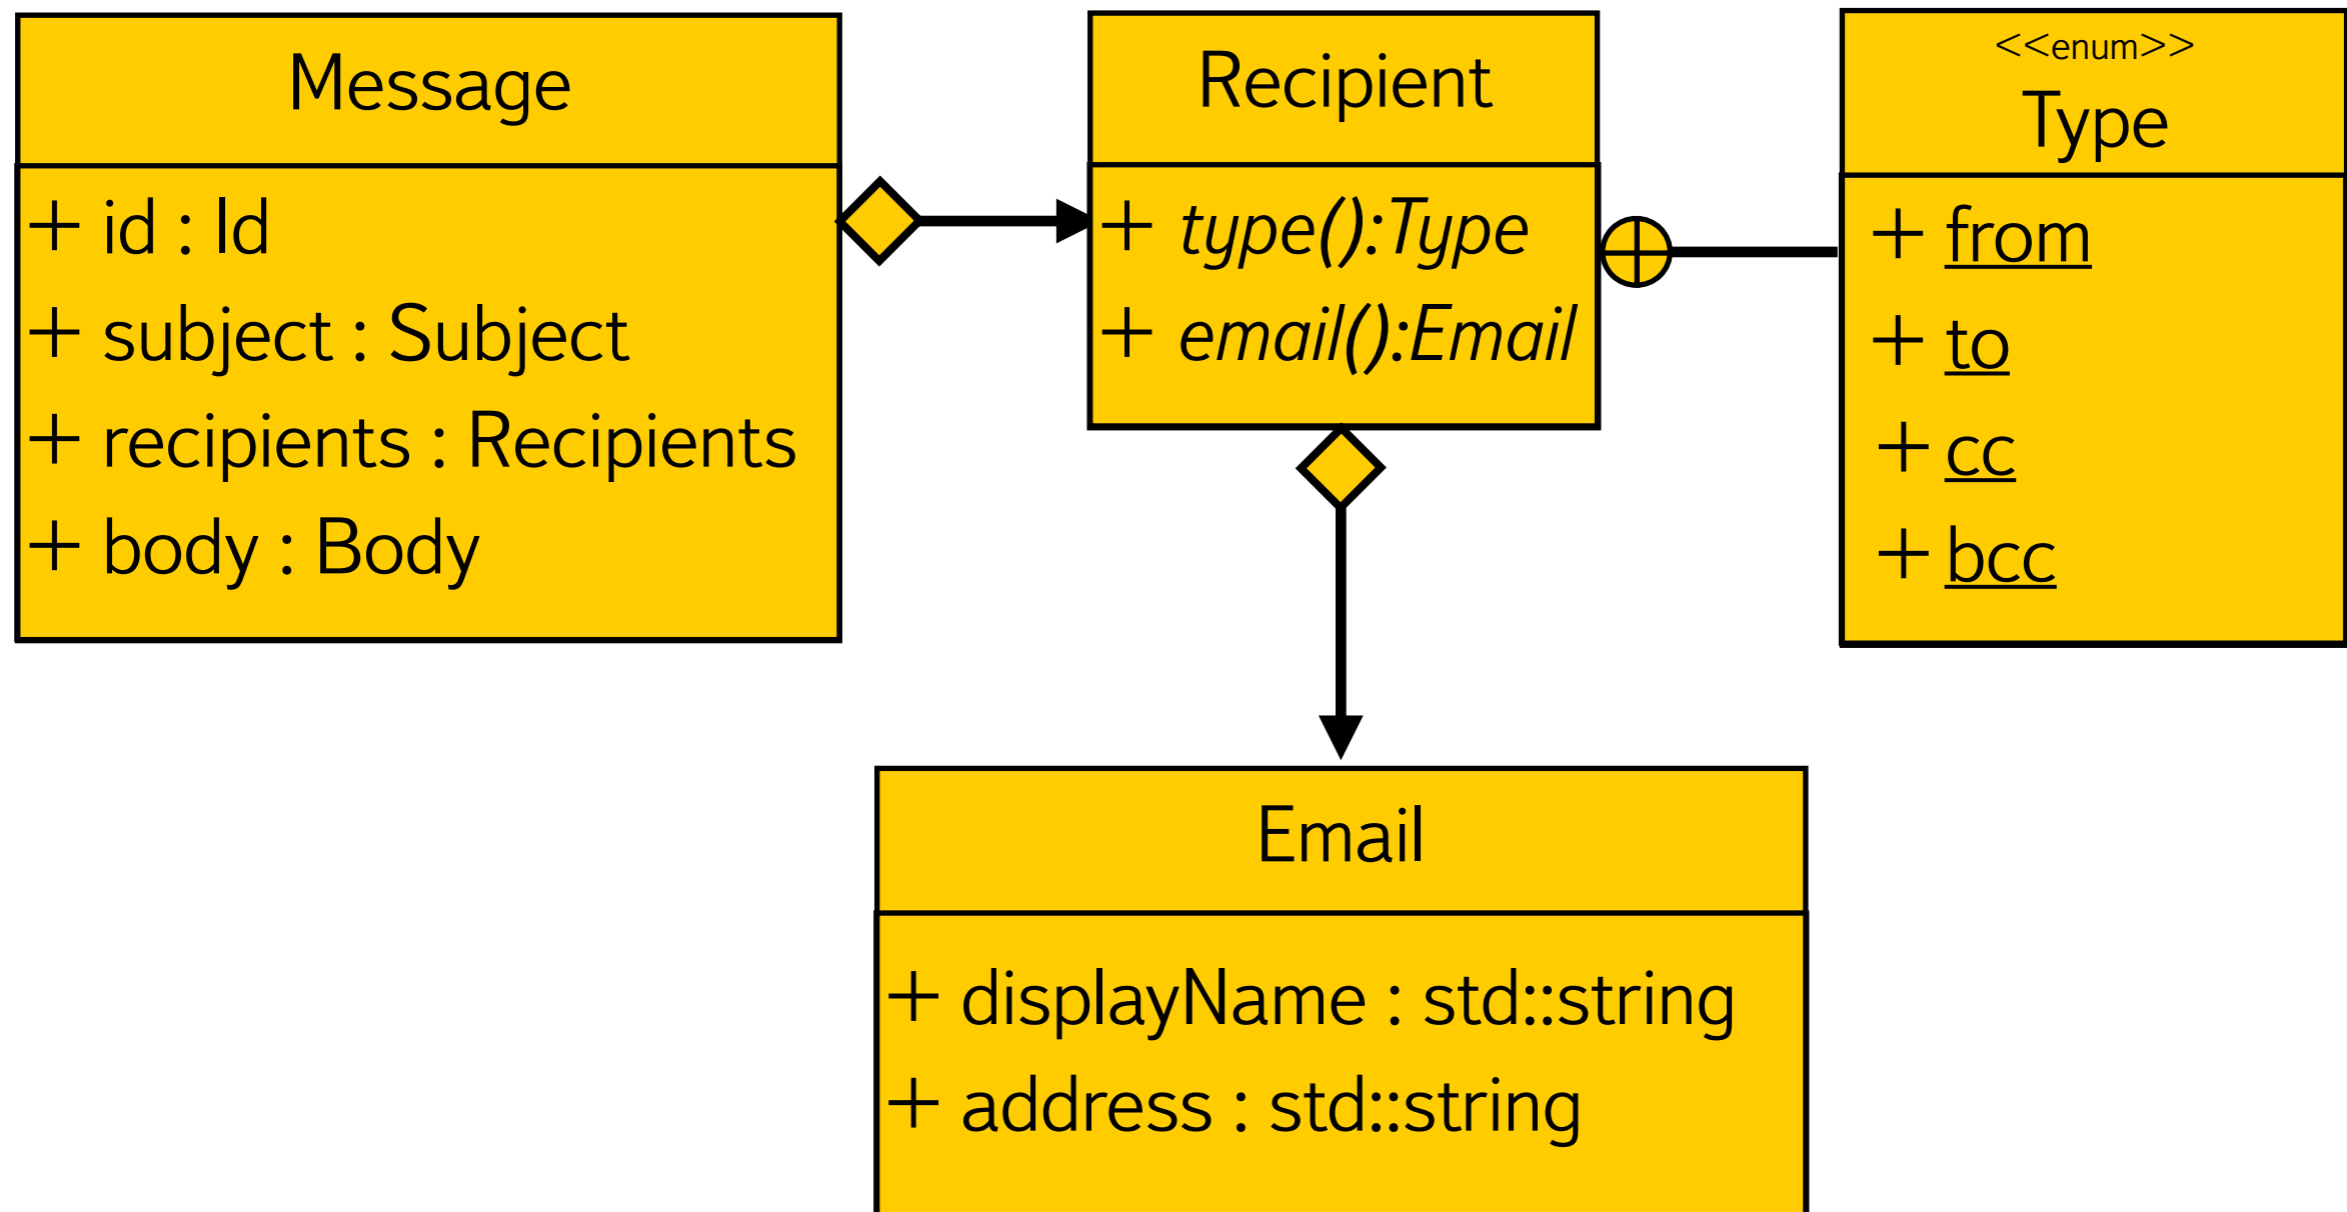 Message
+ id : Id
+ subject : Subject
+ recipients : Recipients
+ body : Body
Recipient
+ type():Type
+ email():Email
<<enum>>
Type
+ from
+ to
+ cc
+ bcc
Email
+ displayName : std::string
+ address : std::string